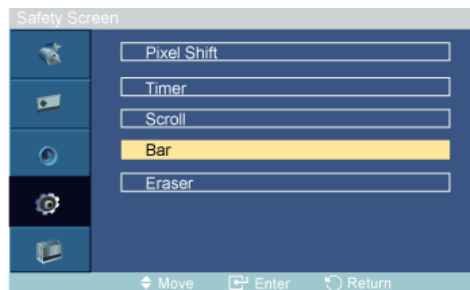 Safety Screen
Pixel Shift
Timer
Scroll
Bar
Eraser
Move Enter Return